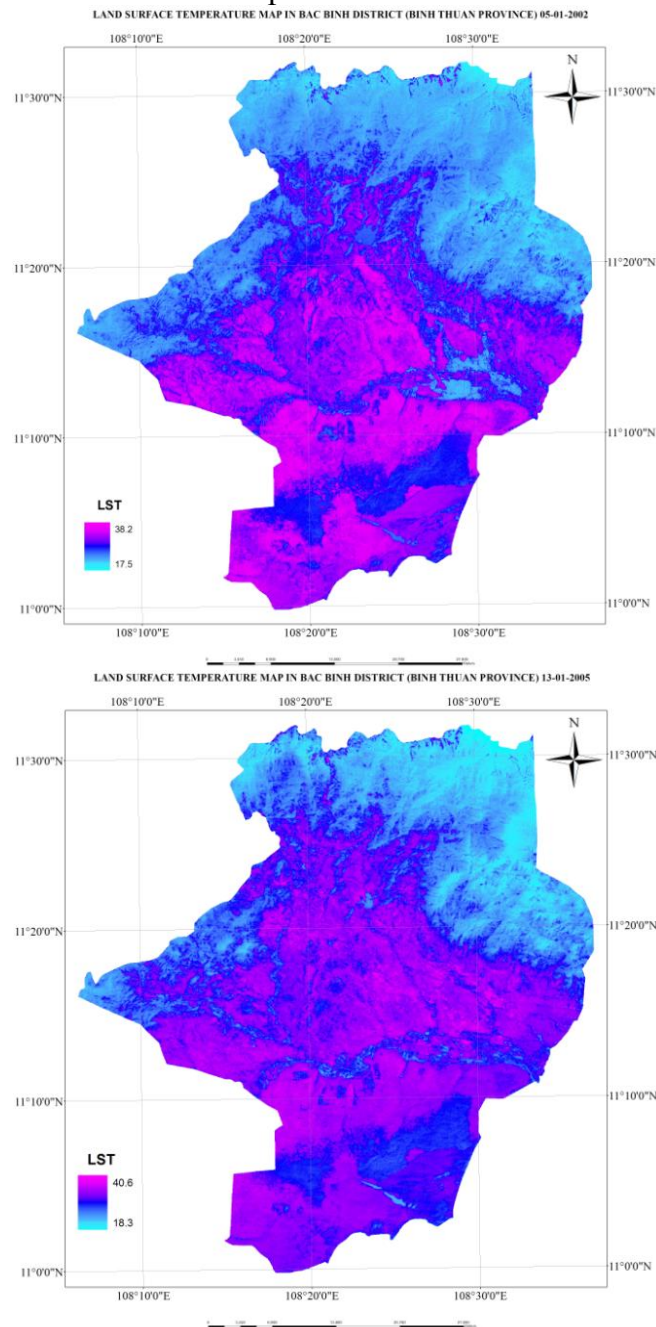 LAND SURFACE TEMPERATURE MAP IN BAC BINH DISTRICT (BINH THUAN PROVINCE) 05-01-2002
108°10'0"E 108°20'0"E 108°30'0"E
N
11°30'0"N 11°30'0"N
11°20'0"N 11°20'0"N
11°10'0"N 11°10'0"N
LST
38.2
17.5
11°0'0"N 11°0'0"N
108°10'0"E 108°20'0"E 108°30'0"E
LAND SURFACE TEMPERATURE MAP IN BAC BINH DISTRICT (BINH THUAN PROVINCE) 13-01-2005
108°10'0"E 108°20'0"E 108°30'0"E
N
11°30'0"N 11°30'0"N
11°20'0"N 11°20'0"N
11°10'0"N 11°10'0"N
LST
40.6
18.3
11°0'0"N 11°0'0"N
108°10'0"E 108°20'0"E 108°30'0"E